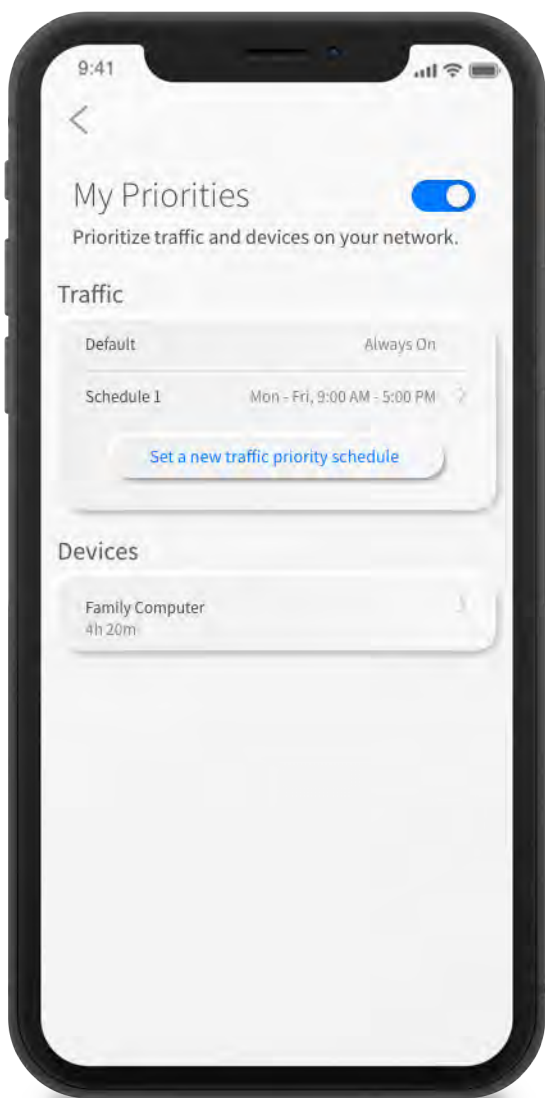 9:41
My Priorities
Prioritize traffic and devices on your network.
Traffic
Default Always On
Schedule 1 Mon - Fri, 9:00 AM - 5:00 PM
Set a new traffic priority schedule
Devices
Family Computer
4h 20m